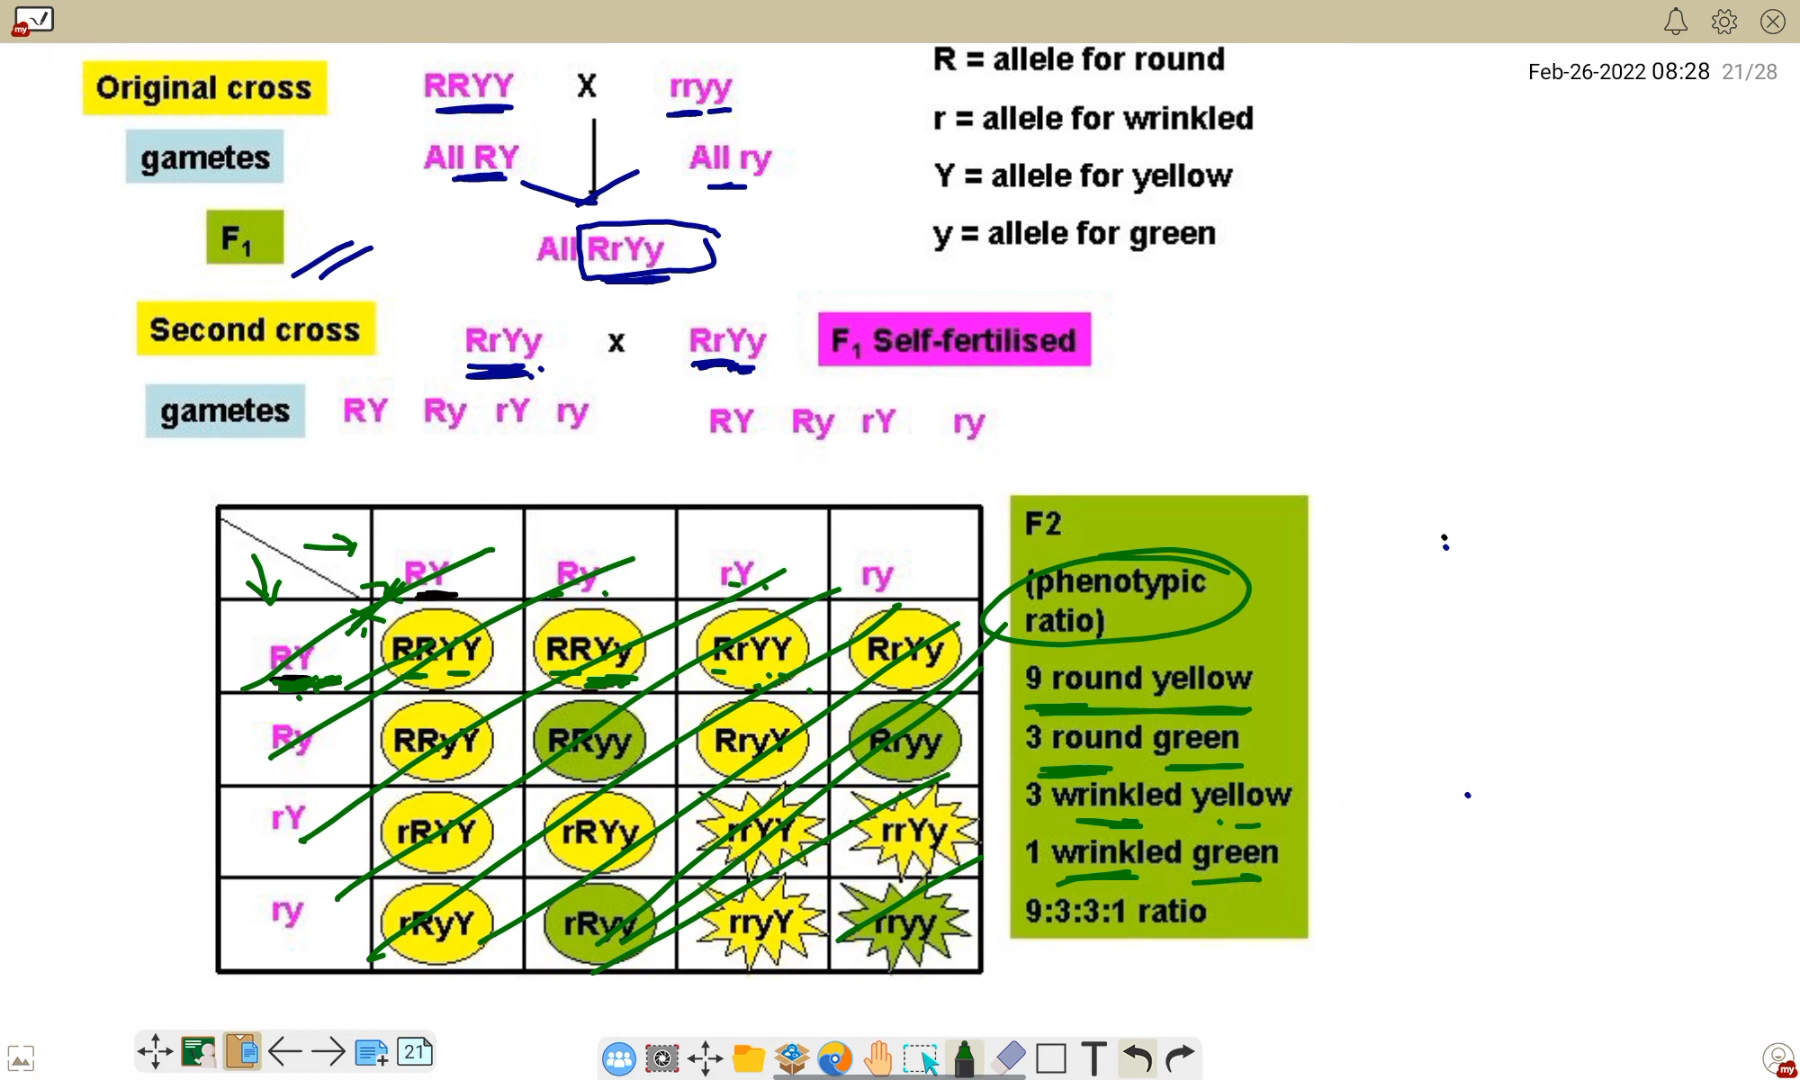 R = allele for round
Feb-26-2022 08:28 21/28
Original cross RRYY X rryy
r = allele for wrinkled
gametes All RY All ry
Y = allele for yellow
F1 All RrYy
y = allele for green
Second cross RrYy x RrYy F1 Self-fertilised
gametes RY Ry rY ry RY Ry rY ry
RY Ry rY ry
RY RRYY RRYy RrYY RrYy
Ry RRyY RRyy RryY Rryy
rY rRYY rRYy rrYY rrYy
ry rRyY rRyy rryY rryy
F2
(phenotypic
ratio)
9 round yellow
3 round green
3 wrinkled yellow
1 wrinkled green
9:3:3:1 ratio
21
T
my
my